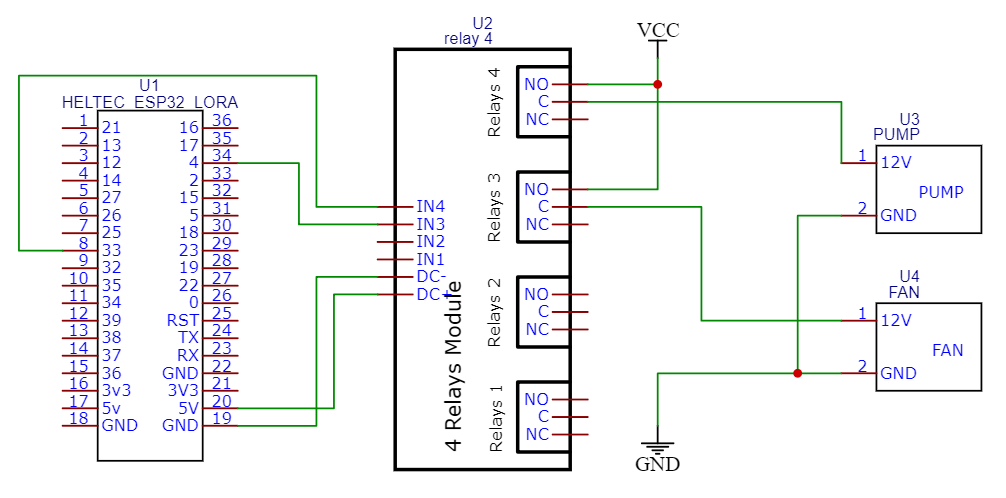 U1
HELTEC_ESP32_LORA
1 21
2 13
3 12
4 14
5 27
6 26
7 25
8 33
9 32
10 35
11 34
12 39
13 38
14 37
15 36
16 3v3
17 5v
18 GND
16 36
17 35
4 34
2 33
15 32
5 31
18 30
23 29
19 28
22 27
0 26
RST 25
TX 24
RX 23
GND 22
3V3 21
5V 20
GND 19
U2
relay 4
IN4
IN3
IN2
IN1
DC-
DC+
4 Relays Module
Relays 4
NO
C
NC
Relays 3
NO
C
NC
Relays 2
NO
C
NC
Relays 1
NO
C
NC
VCC
GND
U3
PUMP
1 12V
PUMP
2 GND
U4
FAN
1 12V
FAN
2 GND